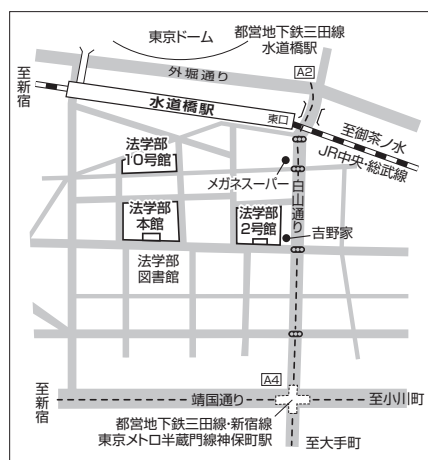 東京ドーム
都営地下鉄三田線
水道橋駅
外堀通り
A2
至新宿
水道橋駅
東口
至御茶ノ水
JR中央・総武線
法学部
10号館
メガネスーパー
白山通り
法学部
本館
法学部
2号館
吉野家
法学部
図書館
A4
至新宿
靖国通り
至小川町
都営地下鉄三田線・新宿線
東京メトロ半蔵門線神保町駅
至大手町